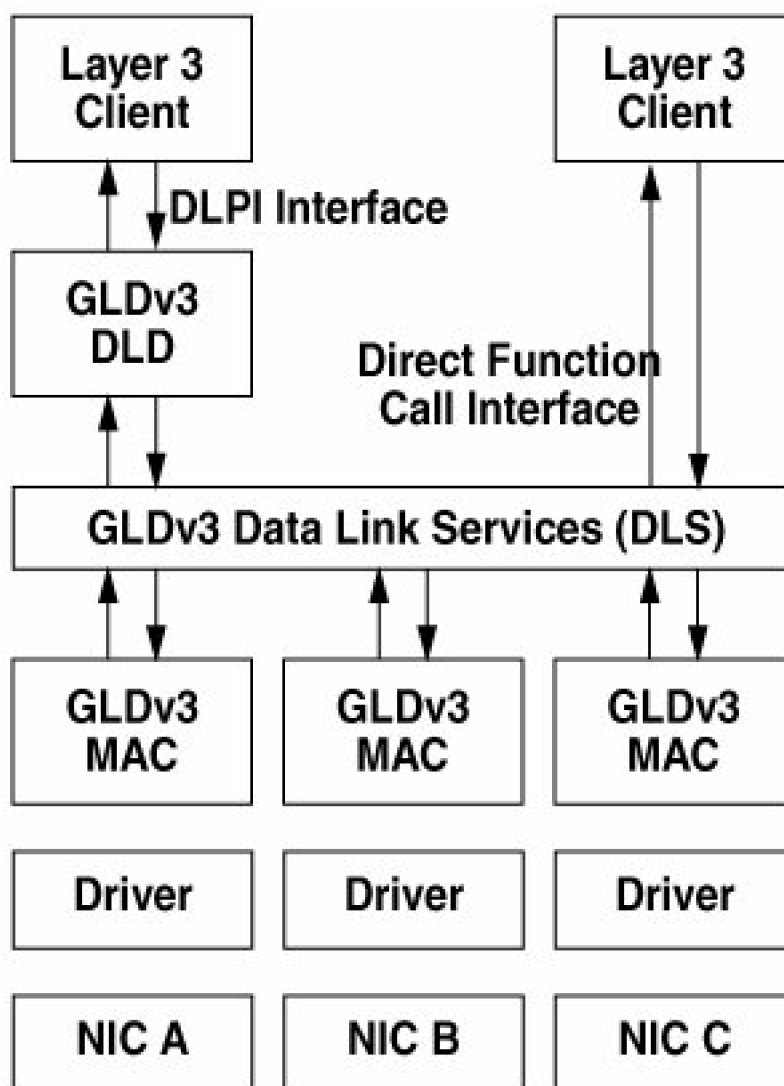 Layer 3
Client
Layer 3
Client
DLPI Interface
GLDv3
DLD
Direct Function
Call Interface
GLDv3 Data Link Services (DLS)
GLDv3
MAC
GLDv3
MAC
GLDv3
MAC
Driver
Driver
Driver
NIC A
NIC B
NIC C